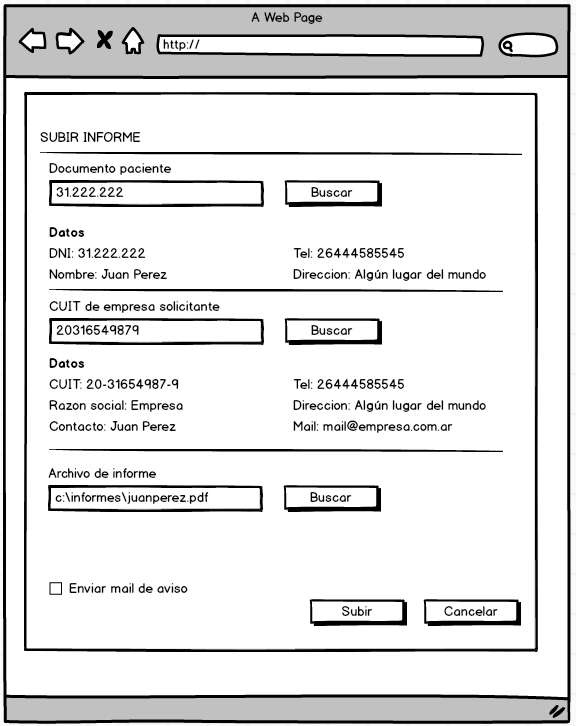 A Web Page
http://
SUBIR INFORME
Documento paciente
31.222.222 Buscar
Datos
DNI: 31.222.222 Tel: 26444585545
Nombre: Juan Perez Direccion: Algún lugar del mundo
CUIT de empresa solicitante
20316549879 Buscar
Datos
CUIT: 20-31654987-9 Tel: 26444585545
Razon social: Empresa Direccion: Algún lugar del mundo
Contacto: Juan Perez Mail: mail@empresa.com.ar
Archivo de informe
c:\informes\juanperez.pdf Buscar
Enviar mail de aviso
Subir Cancelar